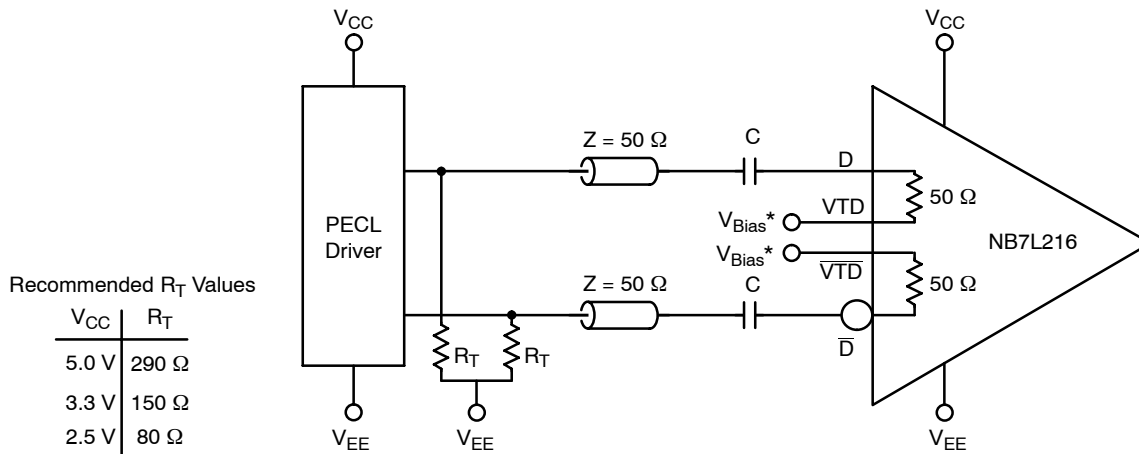 V_CC
V_CC
Z = 50 Ω
C
D
50 Ω
VTD
V_Bias*
PECL
Driver
NB7L216
V_Bias*
V̅T̅D̅
Recommended R_T Values
Z = 50 Ω
C
50 Ω
V_CC R_T
D̅
R_T
R_T
5.0 V 290 Ω
3.3 V 150 Ω
2.5 V 80 Ω
V_EE
V_EE
V_EE